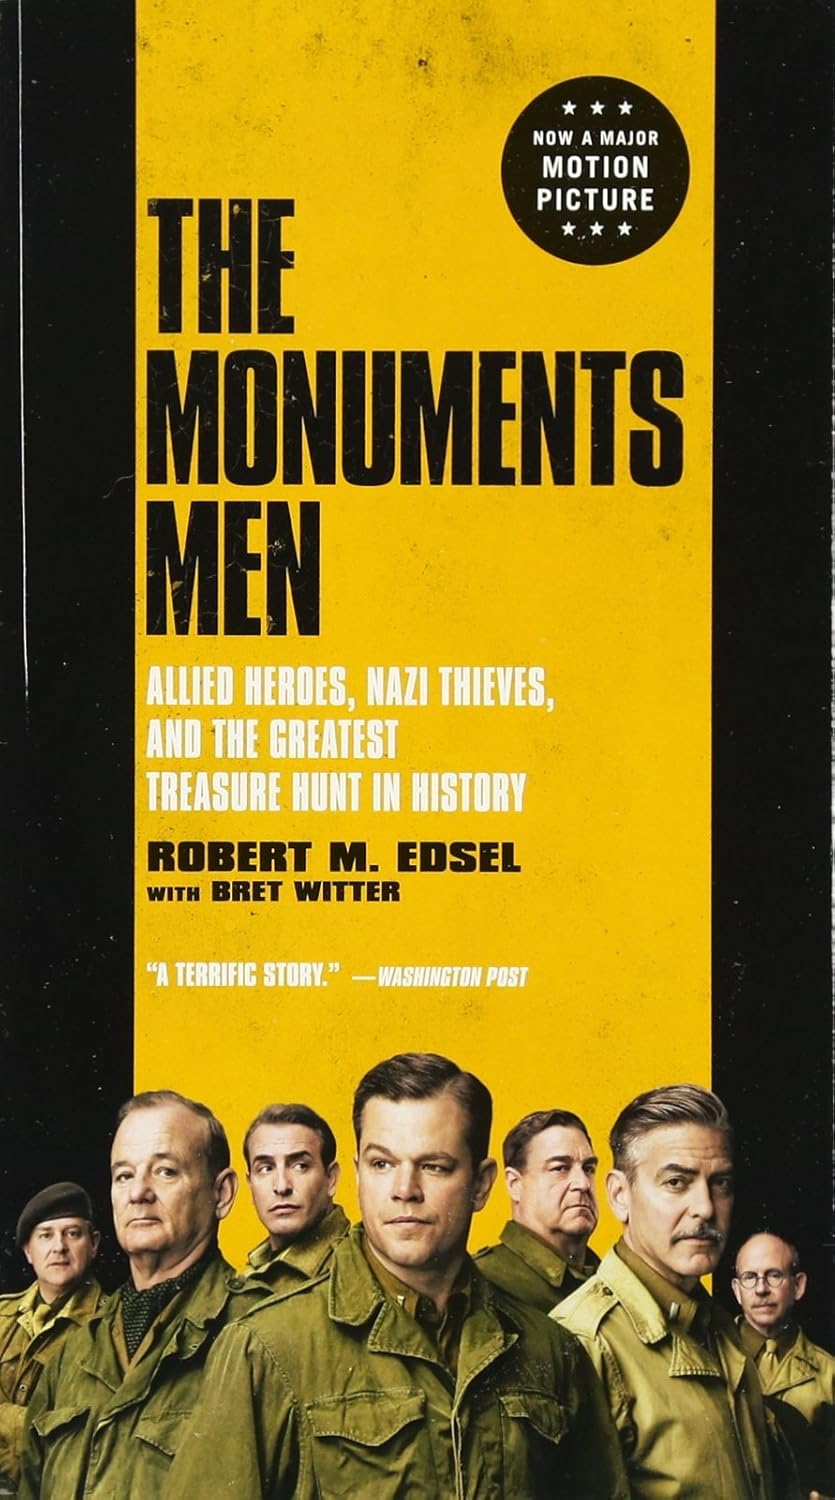 ★ ★ ★
NOW A MAJOR
MOTION
PICTURE
★ ★ ★
THE
MONUMENTS
MEN
ALLIED HEROES, NAZI THIEVES,
AND THE GREATEST
TREASURE HUNT IN HISTORY
ROBERT M. EDSEL
WITH BRET WITTER
“A TERRIFIC STORY.” —WASHINGTON POST